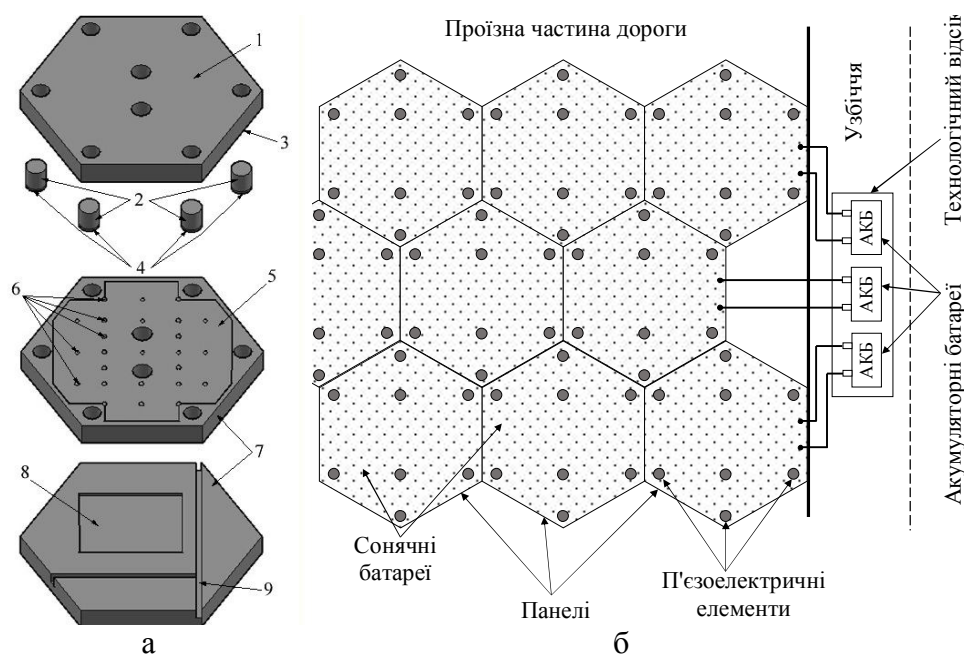 1
3
2
4
6
5
7
8
9
а
Проїзна частина дороги
Узбіччя
Технологічний
АКБ
АКБ
АКБ
Акумуляторні батареї
Сонячні
батареї
Панелі
П'єзоелектричні
елементи
б